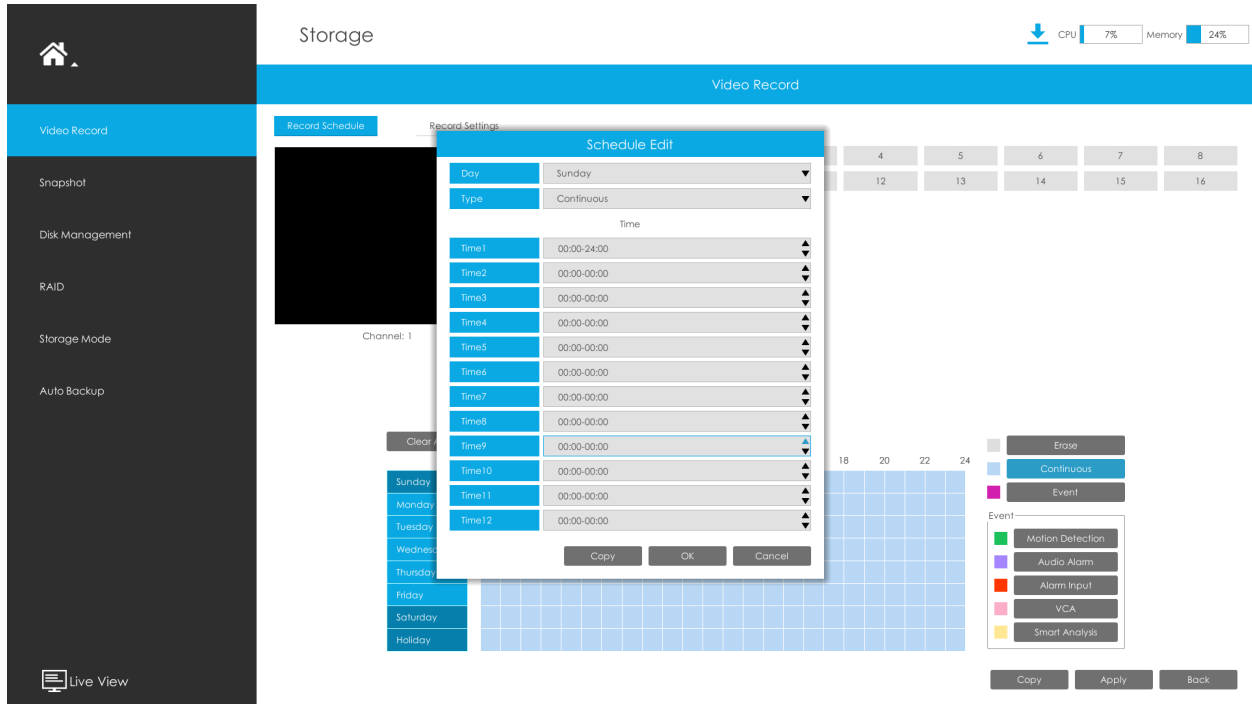 Storage
CPU 7% Memory 24%
Video Record
Video Record
Snapshot
Disk Management
RAID
Storage Mode
Auto Backup
Live View
Record Schedule Record Settings
4 5 6 7 8
12 13 14 15 16
Channel: 1
Schedule Edit
Day Sunday
Type Continuous
Time
Time1 00:00-24:00
Time2 00:00-00:00
Time3 00:00-00:00
Time4 00:00-00:00
Time5 00:00-00:00
Time6 00:00-00:00
Time7 00:00-00:00
Time8 00:00-00:00
Time9 00:00-00:00
Time10 00:00-00:00
Time11 00:00-00:00
Time12 00:00-00:00
Copy OK Cancel
Clear
18 20 22 24
Sunday
Monday
Tuesday
Wednes
Thursday
Friday
Saturday
Holiday
Erase
Continuous
Event
Event
Motion Detection
Audio Alarm
Alarm Input
VCA
Smart Analysis
Copy Apply Back